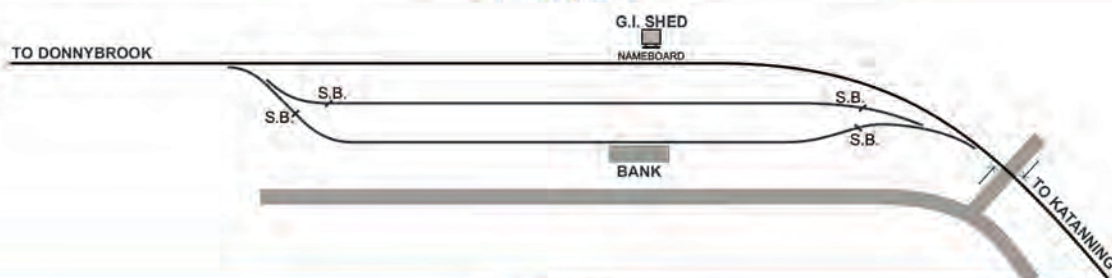 G.I. SHED
TO DONNYBROOK
NAMEBOARD
S.B.
S.B.
S.B.
S.B.
BANK
TO KATANNING